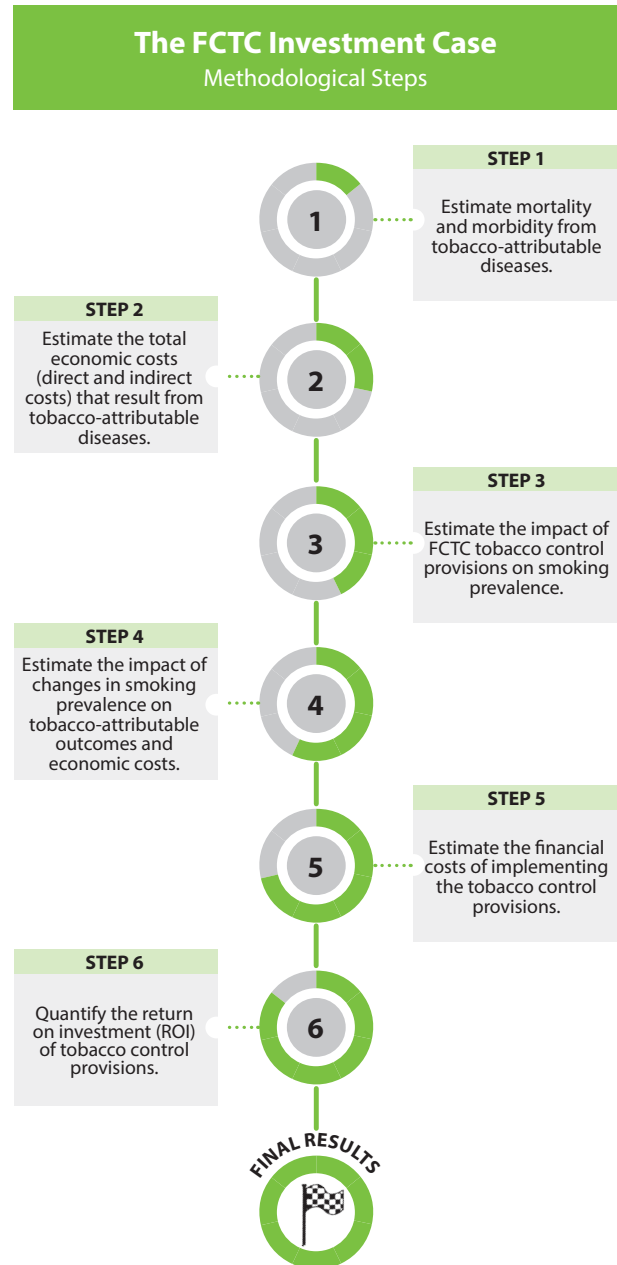 The FCTC Investment Case
Methodological Steps
1
STEP 1
Estimate mortality
and morbidity from
tobacco-attributable
diseases.
STEP 2
Estimate the total
economic costs
(direct and indirect
costs) that result from
tobacco-attributable
diseases.
2
3
STEP 3
Estimate the impact of
FCTC tobacco control
provisions on smoking
prevalence.
STEP 4
Estimate the impact of
changes in smoking
prevalence on
tobacco-attributable
outcomes and
economic costs.
4
5
STEP 5
Estimate the financial
costs of implementing
the tobacco control
provisions.
STEP 6
Quantify the return
on investment (ROI)
of tobacco control
provisions.
6
FINAL RESULTS